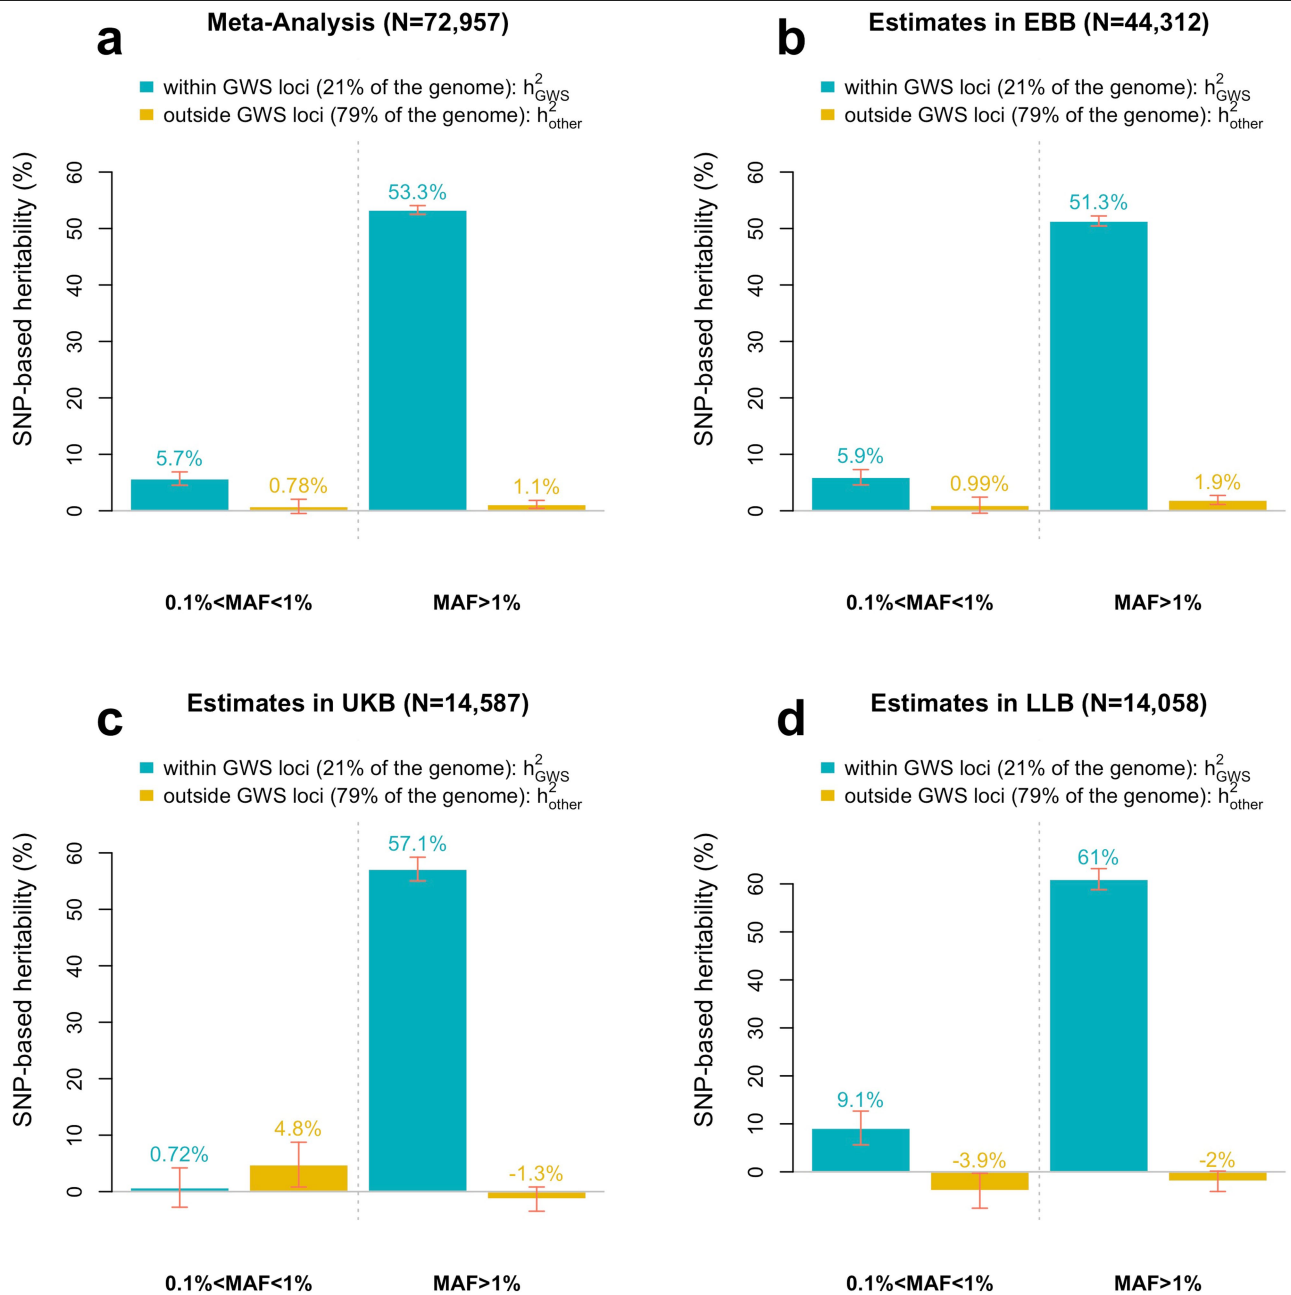 a
Meta-Analysis (N=72,957)
within GWS loci (21% of the genome): h²GWS
outside GWS loci (79% of the genome): h²other
SNP-based heritability (%)
60
50
40
30
20
10
0
5.7%
0.78%
53.3%
1.1%
0.1%<MAF<1%
MAF>1%
b
Estimates in EBB (N=44,312)
within GWS loci (21% of the genome): h²GWS
outside GWS loci (79% of the genome): h²other
SNP-based heritability (%)
60
50
40
30
20
10
0
5.9%
0.99%
51.3%
1.9%
0.1%<MAF<1%
MAF>1%
c
Estimates in UKB (N=14,587)
within GWS loci (21% of the genome): h²GWS
outside GWS loci (79% of the genome): h²other
SNP-based heritability (%)
60
50
40
30
20
10
0
0.72%
4.8%
57.1%
-1.3%
0.1%<MAF<1%
MAF>1%
d
Estimates in LLB (N=14,058)
within GWS loci (21% of the genome): h²GWS
outside GWS loci (79% of the genome): h²other
SNP-based heritability (%)
60
50
40
30
20
10
0
9.1%
-3.9%
61%
-2%
0.1%<MAF<1%
MAF>1%